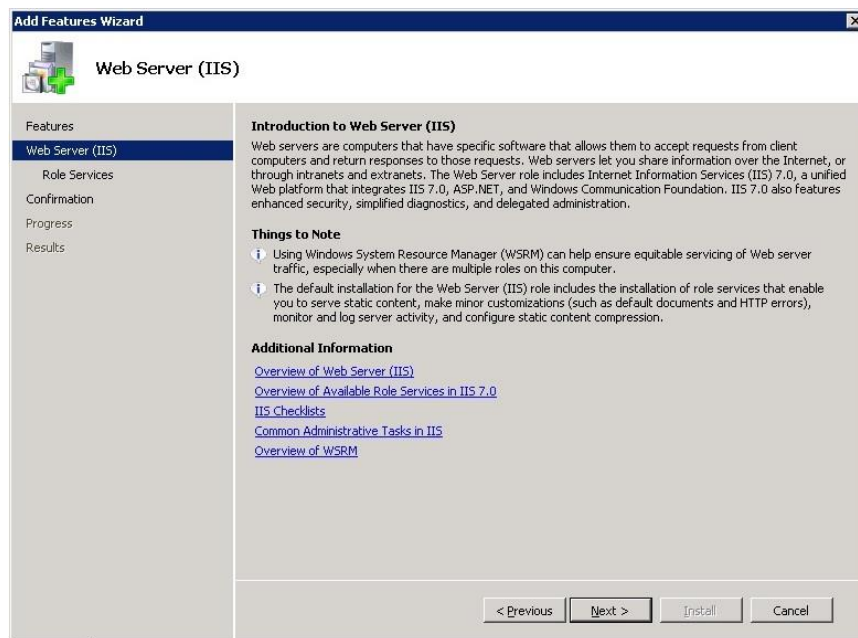 Add Features Wizard
Web Server (IIS)
Features
Web Server (IIS)
Role Services
Confirmation
Progress
Results
Introduction to Web Server (IIS)
Web servers are computers that have specific software that allows them to accept requests from client
computers and return responses to those requests. Web servers let you share information over the Internet, or
through intranets and extranets. The Web Server role includes Internet Information Services (IIS) 7.0, a unified
Web platform that integrates IIS 7.0, ASP.NET, and Windows Communication Foundation. IIS 7.0 also features
enhanced security, simplified diagnostics, and delegated administration.
Things to Note
Using Windows System Resource Manager (WSRM) can help ensure equitable servicing of Web server
traffic, especially when there are multiple roles on this computer.
The default installation for the Web Server (IIS) role includes the installation of role services that enable
you to serve static content, make minor customizations (such as default documents and HTTP errors),
monitor and log server activity, and configure static content compression.
Additional Information
Overview of Web Server (IIS)
Overview of Available Role Services in IIS 7.0
IIS Checklists
Common Administrative Tasks in IIS
Overview of WSRM
< Previous
Next >
Install
Cancel